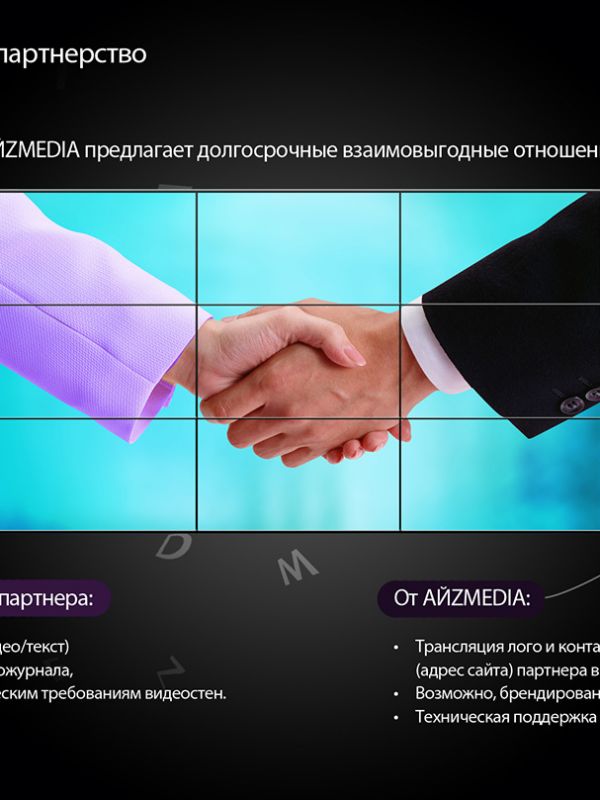 партнерство
ЙZMEDIA предлагает долгосрочные взаимовыгодные отношен
D
M
партнера:
део/текст)
ожурнала,
еским требованиям видеостен.
Z
От АЙZMEDIA:
• Трансляция лого и конта
(адрес сайта) партнера в
• Возможно, брендирован
• Техническая поддержка